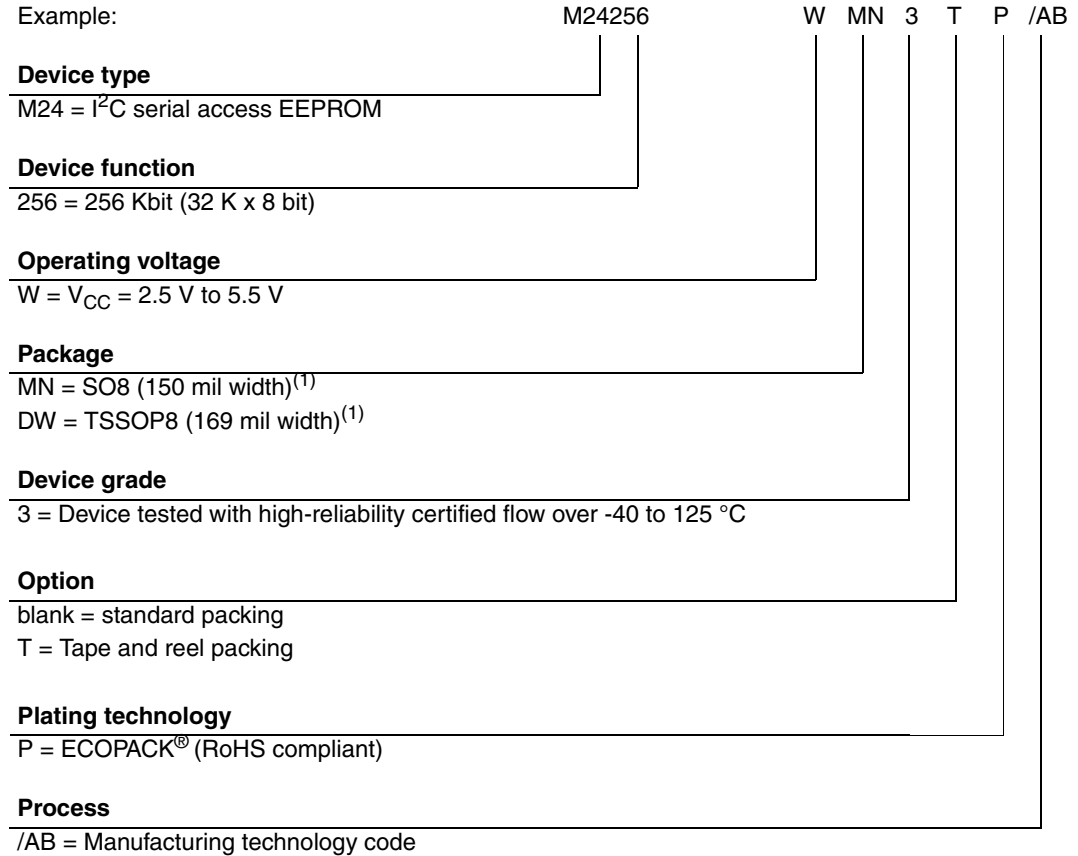 Example: M24256 W MN 3 T P /AB
Device type
M24 = I²C serial access EEPROM
Device function
256 = 256 Kbit (32 K x 8 bit)
Operating voltage
W = VCC = 2.5 V to 5.5 V
Package
MN = SO8 (150 mil width)(1)
DW = TSSOP8 (169 mil width)(1)
Device grade
3 = Device tested with high-reliability certified flow over -40 to 125 °C
Option
blank = standard packing
T = Tape and reel packing
Plating technology
P = ECOPACK® (RoHS compliant)
Process
/AB = Manufacturing technology code